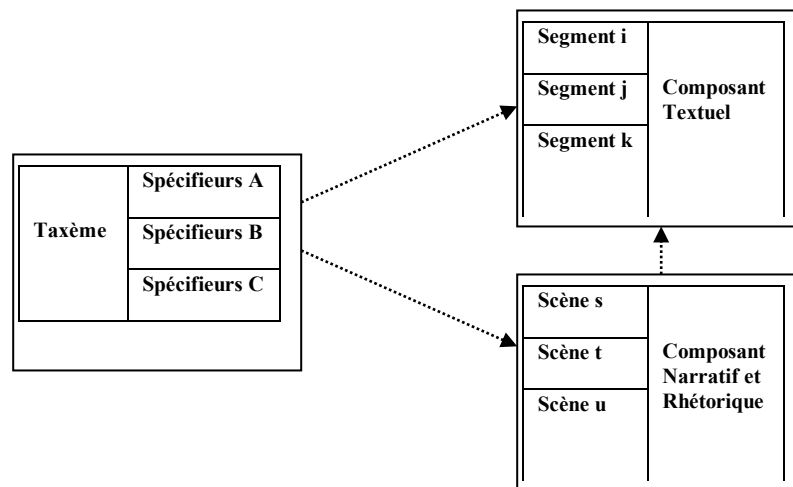 Taxème
Spécifieurs A
Spécifieurs B
Spécifieurs C
Segment i
Segment j
Segment k
Composant
Textuel
Scène s
Scène t
Scène u
Composant
Narratif et
Rhétorique